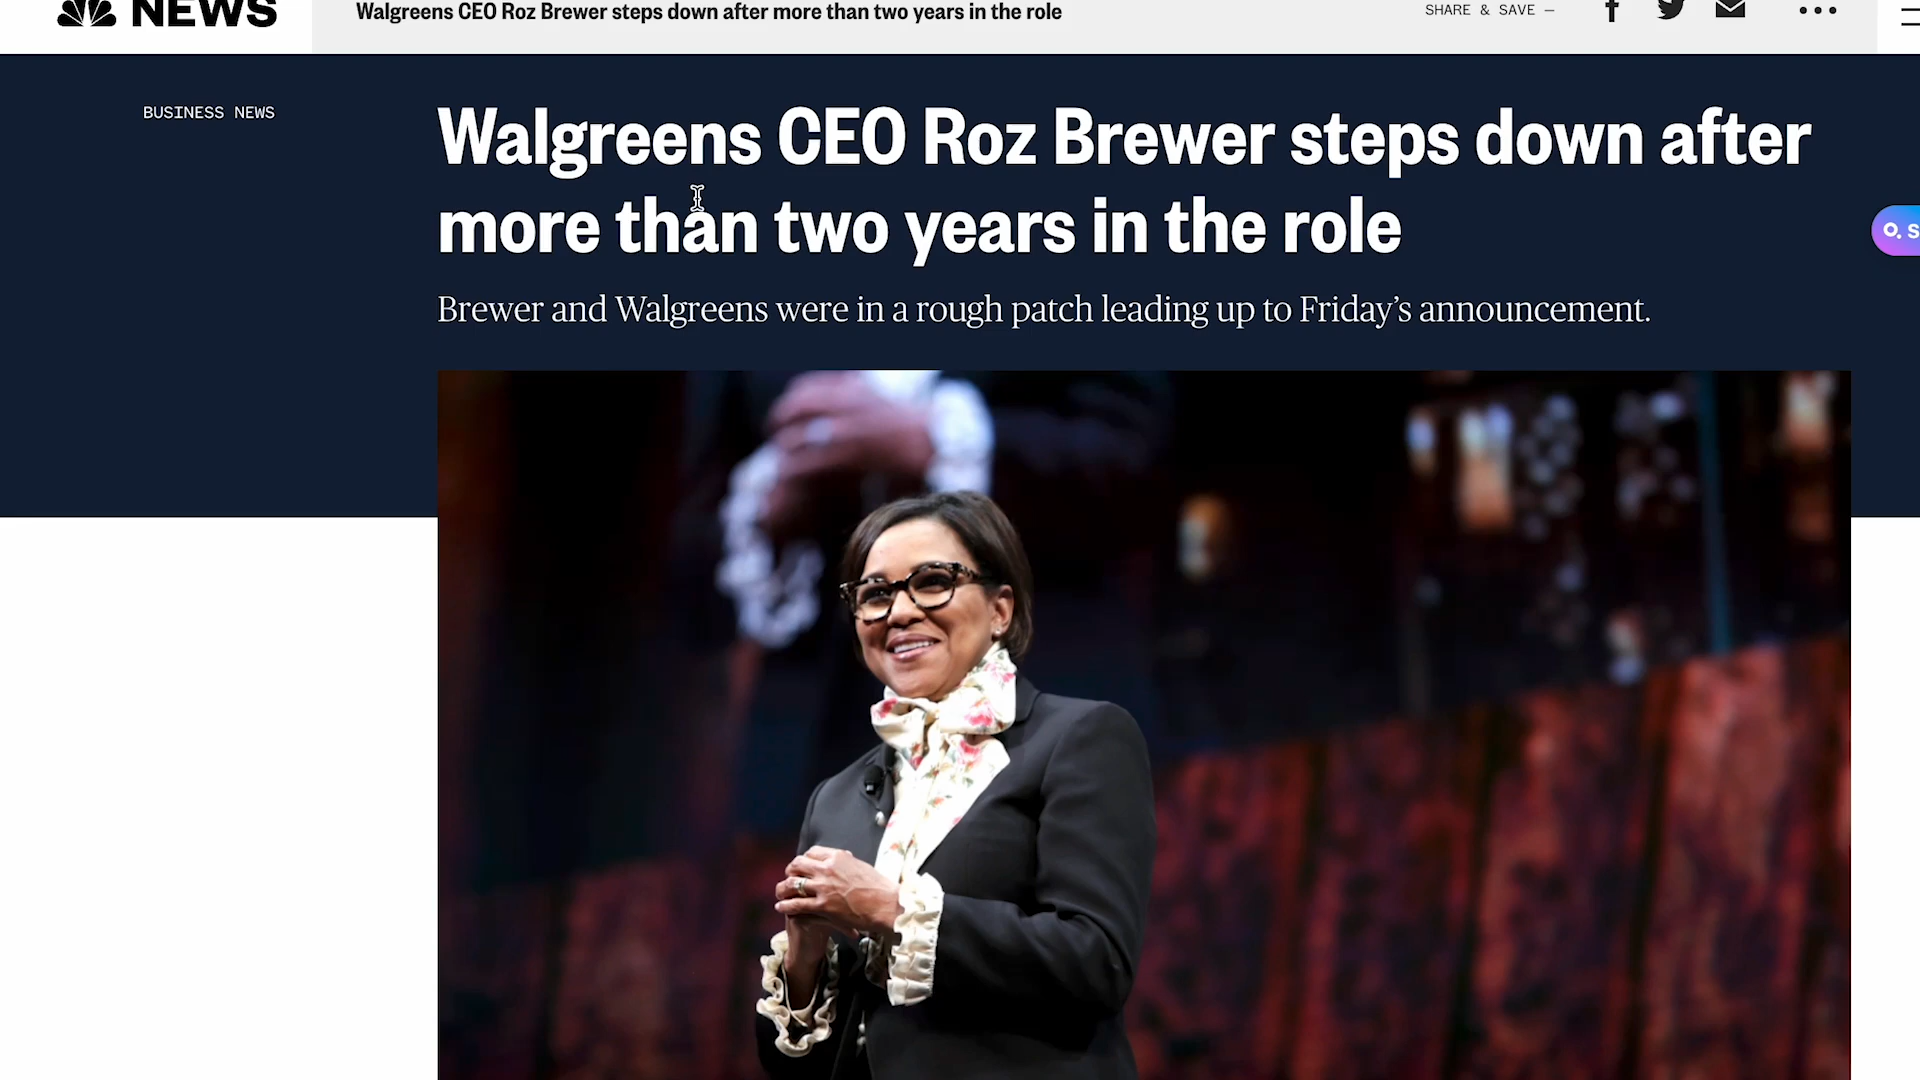 NEWS
Walgreens CEO Roz Brewer steps down after more than two years in the role
SHARE & SAVE —
BUSINESS NEWS
Walgreens CEO Roz Brewer steps down after
more than two years in the role
Brewer and Walgreens were in a rough patch leading up to Friday’s announcement.